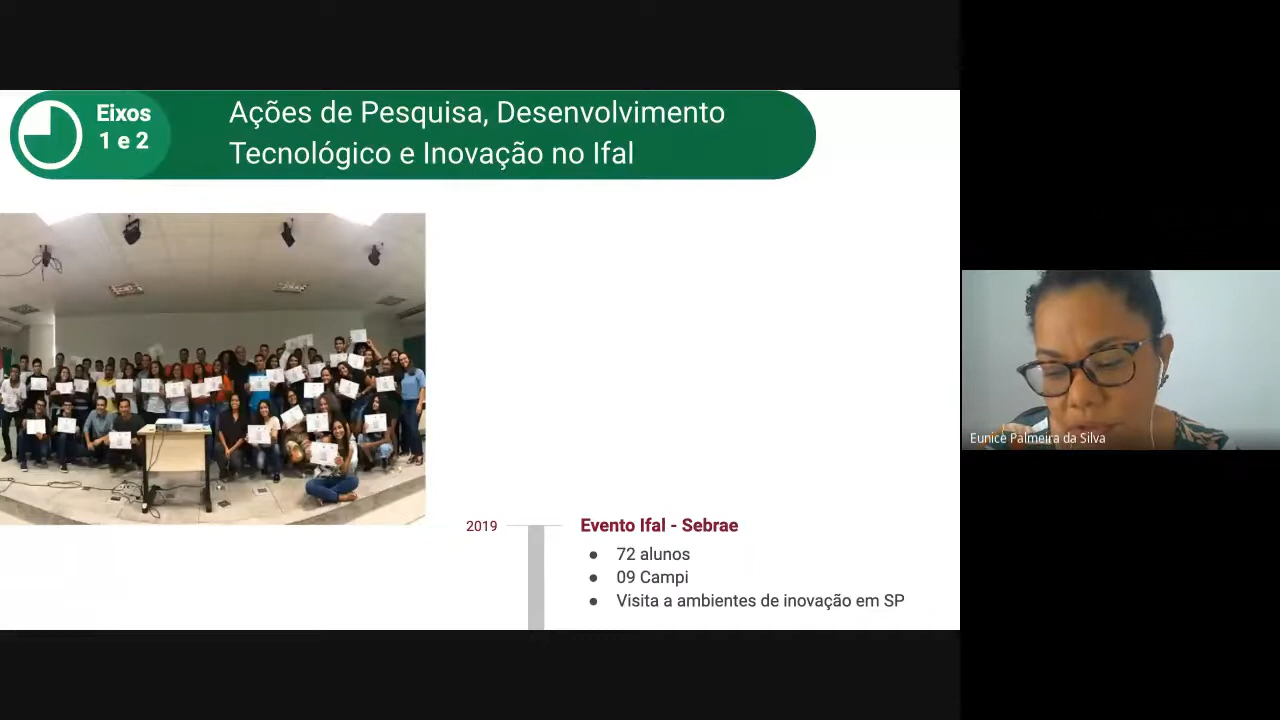 Eixos
1 e 2
Ações de Pesquisa, Desenvolvimento
Tecnológico e Inovação no Ifal
2019
Evento Ifal - Sebrae
● 72 alunos
● 09 Campi
● Visita a ambientes de inovação em SP
Eunice Palmeira da Silva